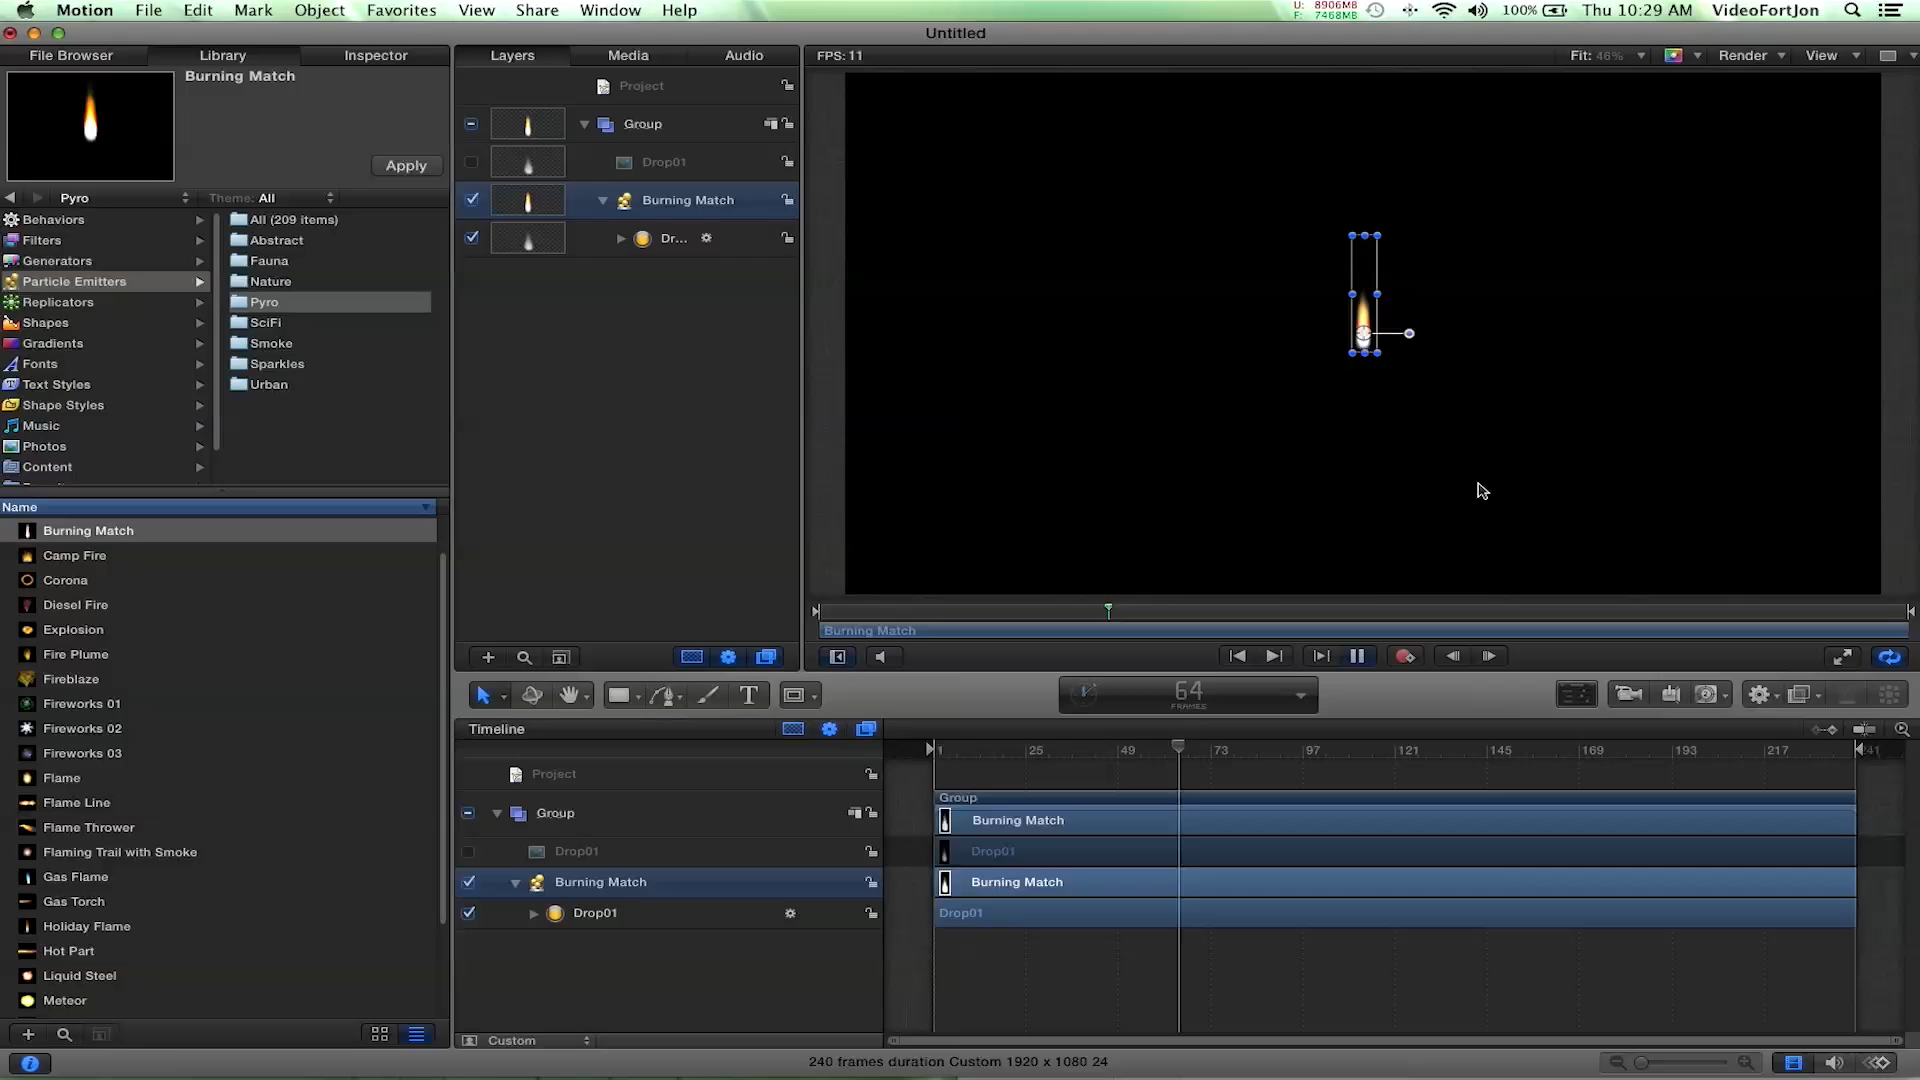 Motion File Edit Mark Object Favorites View Share Window Help U: 8906MB F: 7468MB 100% Thu 10:29 AM VideoFortJon
Untitled
File Browser Library Inspector
Burning Match
Apply
Pyro Theme: All
Behaviors
Filters
Generators
Particle Emitters
Replicators
Shapes
Gradients
Fonts
Text Styles
Shape Styles
Music
Photos
Content
All (209 items)
Abstract
Fauna
Nature
Pyro
SciFi
Smoke
Sparkles
Urban
Name
Burning Match
Camp Fire
Corona
Diesel Fire
Explosion
Fire Plume
Fireblaze
Fireworks 01
Fireworks 02
Fireworks 03
Flame
Flame Line
Flame Thrower
Flaming Trail with Smoke
Gas Flame
Gas Torch
Holiday Flame
Hot Part
Liquid Steel
Meteor
Layers Media Audio
Project
Group
Drop01
Burning Match
Dr...
FPS: 11 Fit: 46% Render View
Burning Match
T
64
FRAMES
Timeline
1 25 49 73 97 121 145 169 193 217 241
Project
Group
Drop01
Burning Match
Drop01
Custom
Group
Burning Match
Drop01
Burning Match
Drop01
240 frames duration Custom 1920 x 1080 24